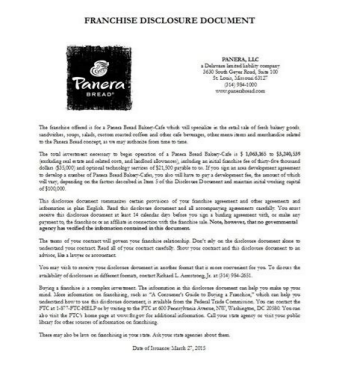 FRANCHISE DISCLOSURE DOCUMENT
Panera
BREAD®
PANERA, LLC
a Delaware limited liability company
3630 South Geyer Road, Suite 100
St. Louis, Missouri 63127
(314) 984-1000
www.panerabread.com
The franchise offered is for a Panera Bread Bakery-Cafe which will specialize in the retail sale of fresh bakery goods,
sandwiches, soups, salads, custom roasted coffees and other cafe beverages, other menu items and merchandise related
to the Panera Bread concept, as we may authorize from time to time.
The total investment necessary to begin operation of a Panera Bread Bakery-Cafe is $
(excluding real estate and related costs, and landlord allowances), including an initial franchise fee of thirty-five thousand
dollars ($35,000) and optional technology services of $21,500 payable to us. If you sign an area development agreement
to develop a number of Panera Bread Bakery-Cafes, you also will have to pay a development fee, the amount of which
will vary, depending on the factors described in Item 5 of this Disclosure Document and maintain initial working capital
of $100,000.
This disclosure document summarizes certain provisions of your franchise agreement and other agreements and
information in plain English. Read this disclosure document and all accompanying agreements carefully. You must
receive this disclosure document at least 14 calendar days before you sign a binding agreement with, or make any
payment to, the franchisor or an affiliate in connection with the franchise sale. Note, however, that no governmental
agency has verified the information contained in this document.
The terms of your contract will govern your franchise relationship. Don't rely on the disclosure document alone to
understand your contract. Read all of your contract carefully. Show your contract and this disclosure document to an
advisor, like a lawyer or accountant.
You may wish to receive your disclosure document in another format that is more convenient for you. To discuss the
availability of disclosures in different formats, contact Richard L. Armstrong, Jr. at (314) 984-2631.
Buying a franchise is a complex investment. The information in this disclosure document can help you make up your
mind. More information on franchising, such as "A Consumer's Guide to Buying a Franchise," which can help you
understand how to use this disclosure document, is available from the Federal Trade Commission. You can contact the
FTC at 1-877-FTC-HELP or by writing to the FTC at 600 Pennsylvania Avenue, NW, Washington, DC 20580. You can
also visit the FTC's home page at www.ftc.gov for additional information. Call your state agency or visit your public
library for other sources of information on franchising.
There may also be laws on franchising in your state. Ask your state agencies about them.
Date of Issuance: March 27, 2013